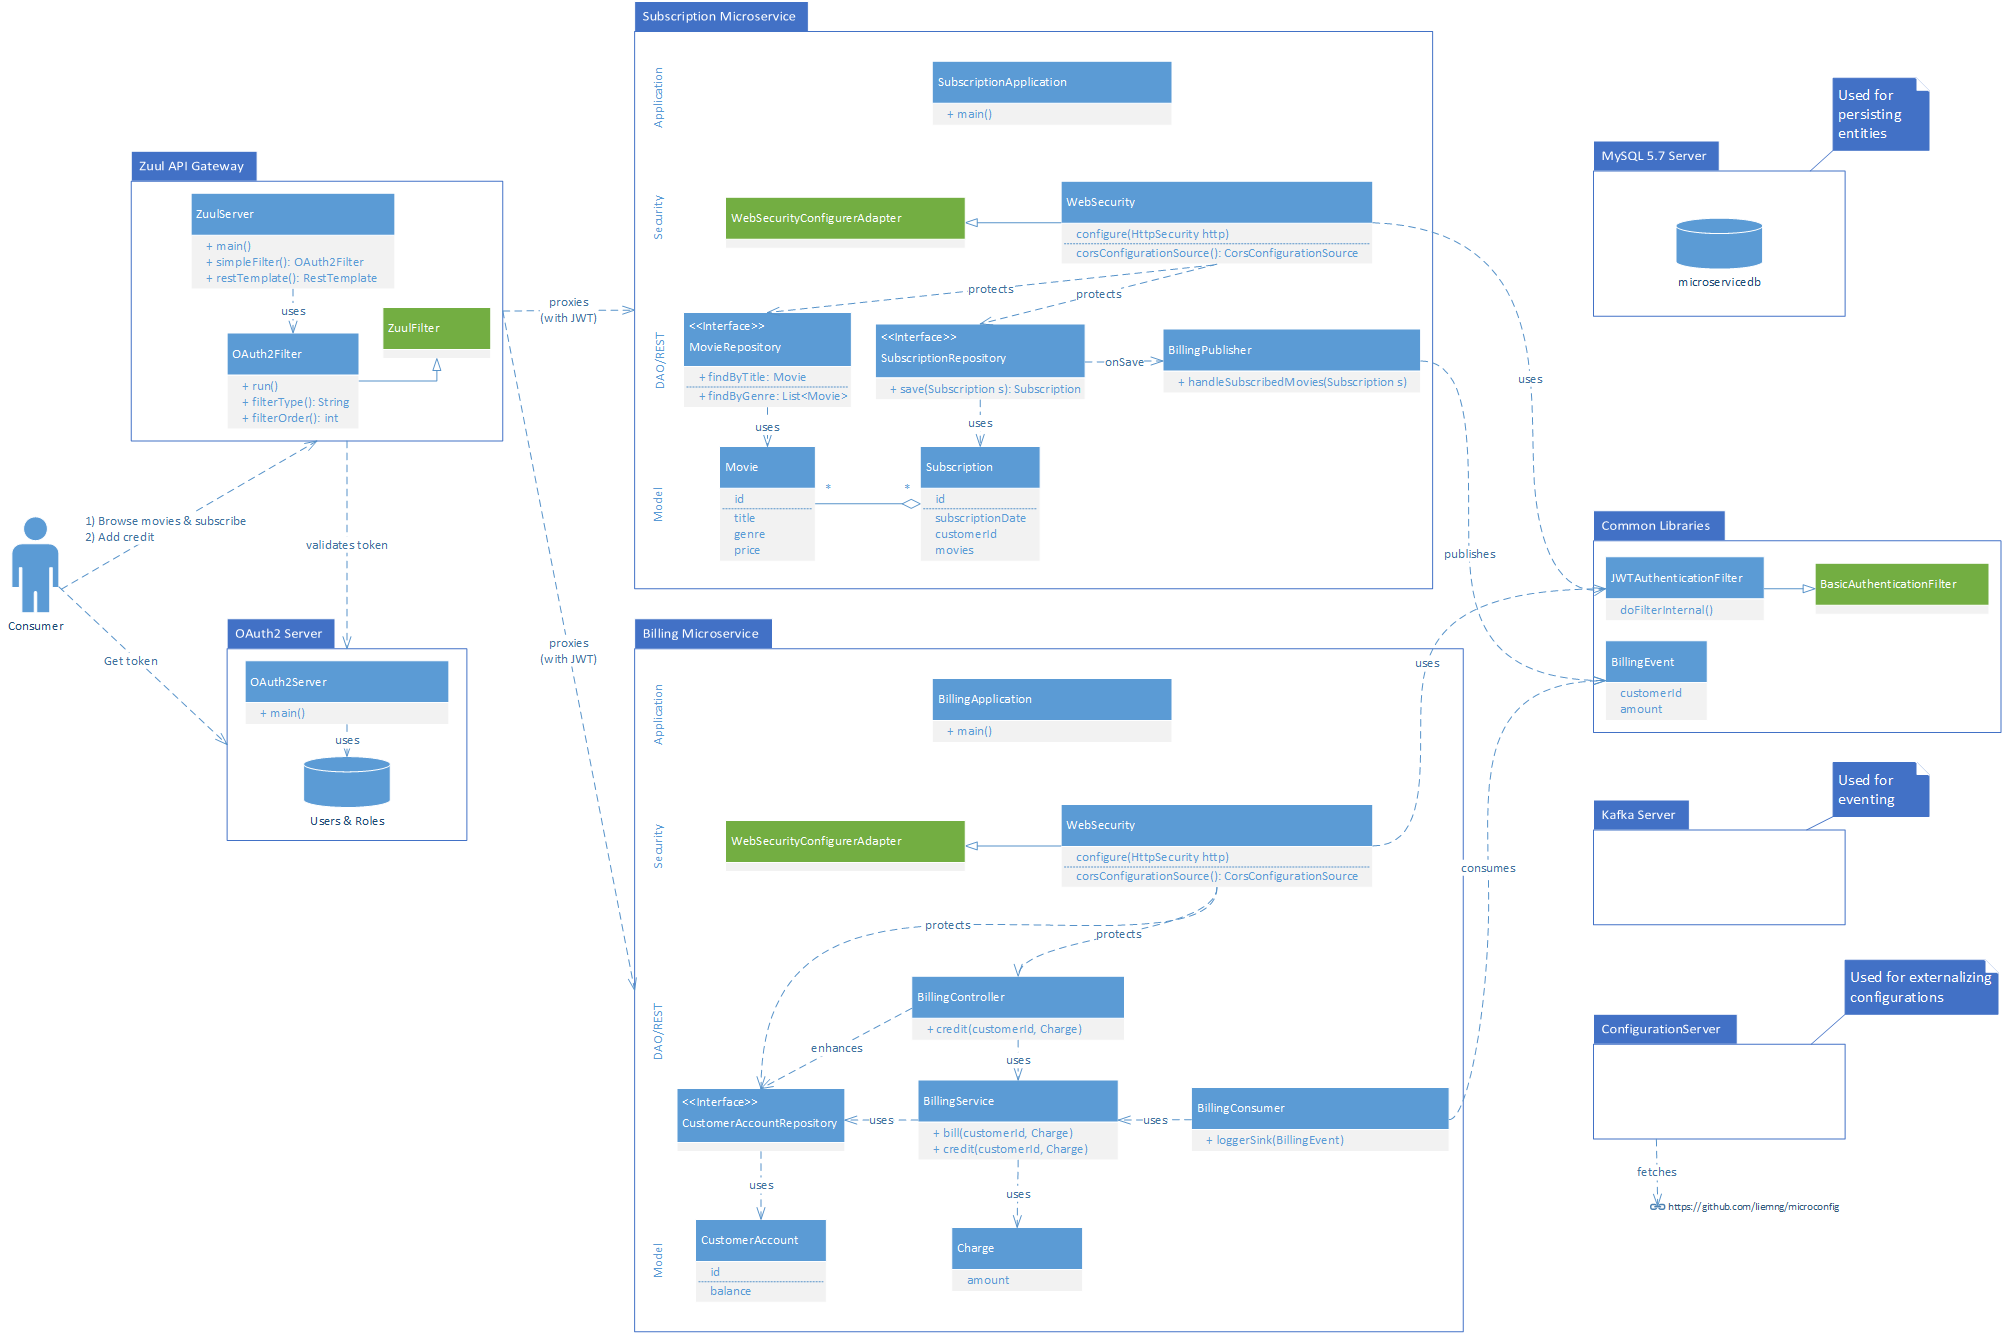 Subscription Microservice
Application
SubscriptionApplication
+ main()
Security
WebSecurityConfigurerAdapter
WebSecurity
configure(HttpSecurity http)
corsConfigurationSource(): CorsConfigurationSource
protects
protects
DAO/REST
<<Interface>>
MovieRepository
+ findByTitle: Movie
+ findByGenre: List<Movie>
<<Interface>>
SubscriptionRepository
+ save(Subscription s): Subscription
onSave
BillingPublisher
+ handleSubscribedMovies(Subscription s)
uses
uses
Model
Movie
id
title
genre
price
*
*
Subscription
id
subscriptionDate
customerId
movies
Zuul API Gateway
ZuulServer
+ main()
+ simpleFilter(): OAuth2Filter
+ restTemplate(): RestTemplate
uses
OAuth2Filter
+ run()
+ filterType(): String
+ filterOrder(): int
ZuulFilter
proxies
(with JWT)
1) Browse movies & subscribe
2) Add credit
validates token
Consumer
Get token
OAuth2 Server
OAuth2Server
+ main()
uses
Users & Roles
proxies
(with JWT)
Billing Microservice
Application
BillingApplication
+ main()
Security
WebSecurityConfigurerAdapter
WebSecurity
configure(HttpSecurity http)
corsConfigurationSource(): CorsConfigurationSource
protects
protects
DAO/REST
BillingController
+ credit(customerId, Charge)
enhances
uses
<<Interface>>
CustomerAccountRepository
uses
BillingService
+ bill(customerId, Charge)
+ credit(customerId, Charge)
uses
BillingConsumer
+ loggerSink(BillingEvent)
uses
uses
Model
CustomerAccount
id
balance
Charge
amount
uses
publishes
uses
consumes
Used for
persisting
entities
MySQL 5.7 Server
microservicedb
Common Libraries
JWTAuthenticationFilter
doFilterInternal()
BasicAuthenticationFilter
BillingEvent
customerId
amount
Used for
eventing
Kafka Server
Used for externalizing
configurations
ConfigurationServer
fetches
https://github.com/liemng/microconfig